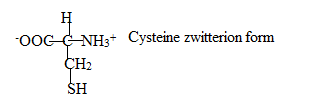 H
-OOC-C-NH3+ Cysteine zwitterion form
CH2
SH